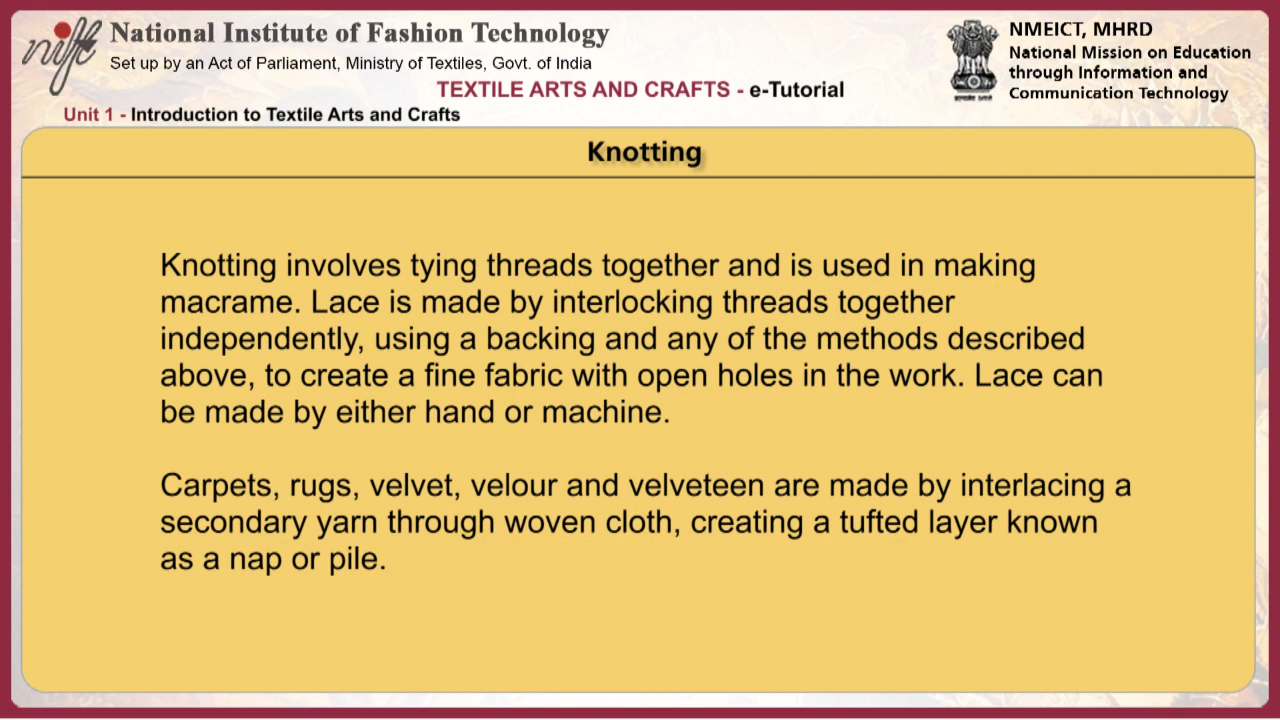 nift
National Institute of Fashion Technology
Set up by an Act of Parliament, Ministry of Textiles, Govt. of India
NMEICT, MHRD
National Mission on Education
through Information and
Communication Technology
TEXTILE ARTS AND CRAFTS - e-Tutorial
Unit 1 - Introduction to Textile Arts and Crafts
Knotting
Knotting involves tying threads together and is used in making
macrame. Lace is made by interlocking threads together
independently, using a backing and any of the methods described
above, to create a fine fabric with open holes in the work. Lace can
be made by either hand or machine.
Carpets, rugs, velvet, velour and velveteen are made by interlacing a
secondary yarn through woven cloth, creating a tufted layer known
as a nap or pile.